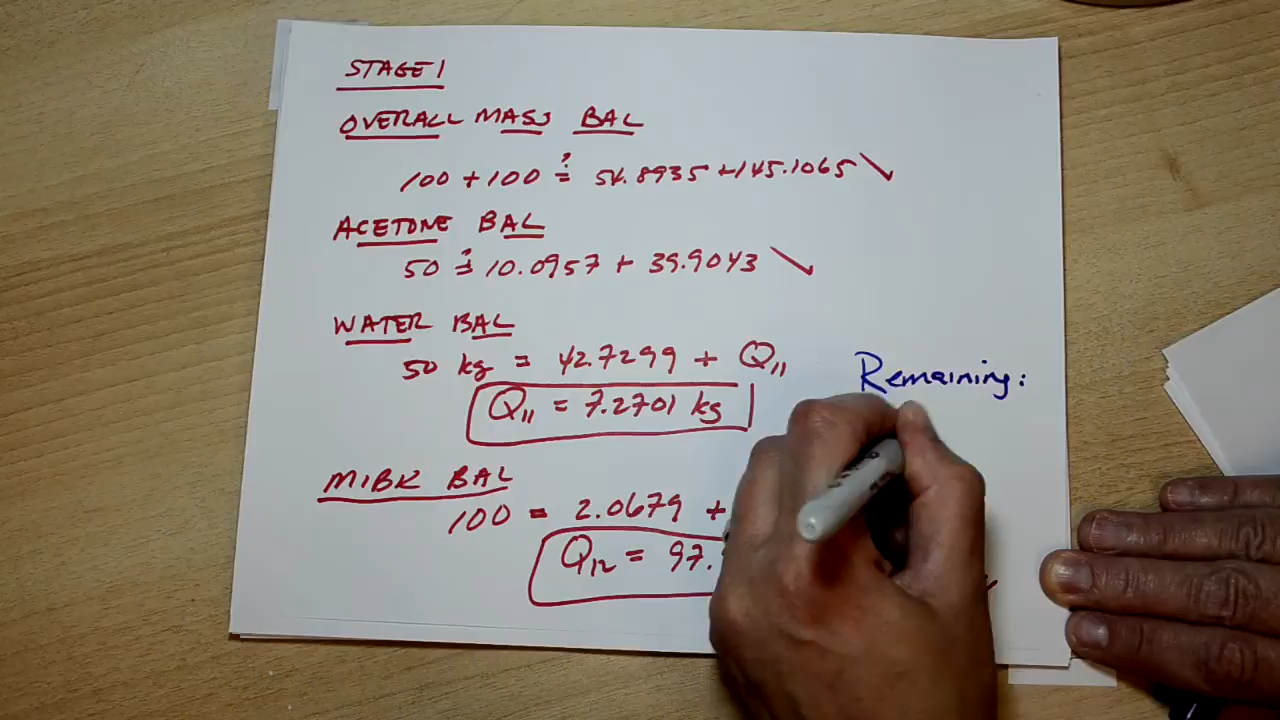 STAGE 1
OVERALL MASS BAL
100 + 100 ≟ 54.8935 + 145.1065 \
ACETONE BAL
50 ≟ 10.0957 + 39.9043 \
WATER BAL
50 kg = 42.7299 + Q11
Q11 = 7.2701 kg
Remaining:
MIBK BAL
100 = 2.0679 +
Q12 = 97.